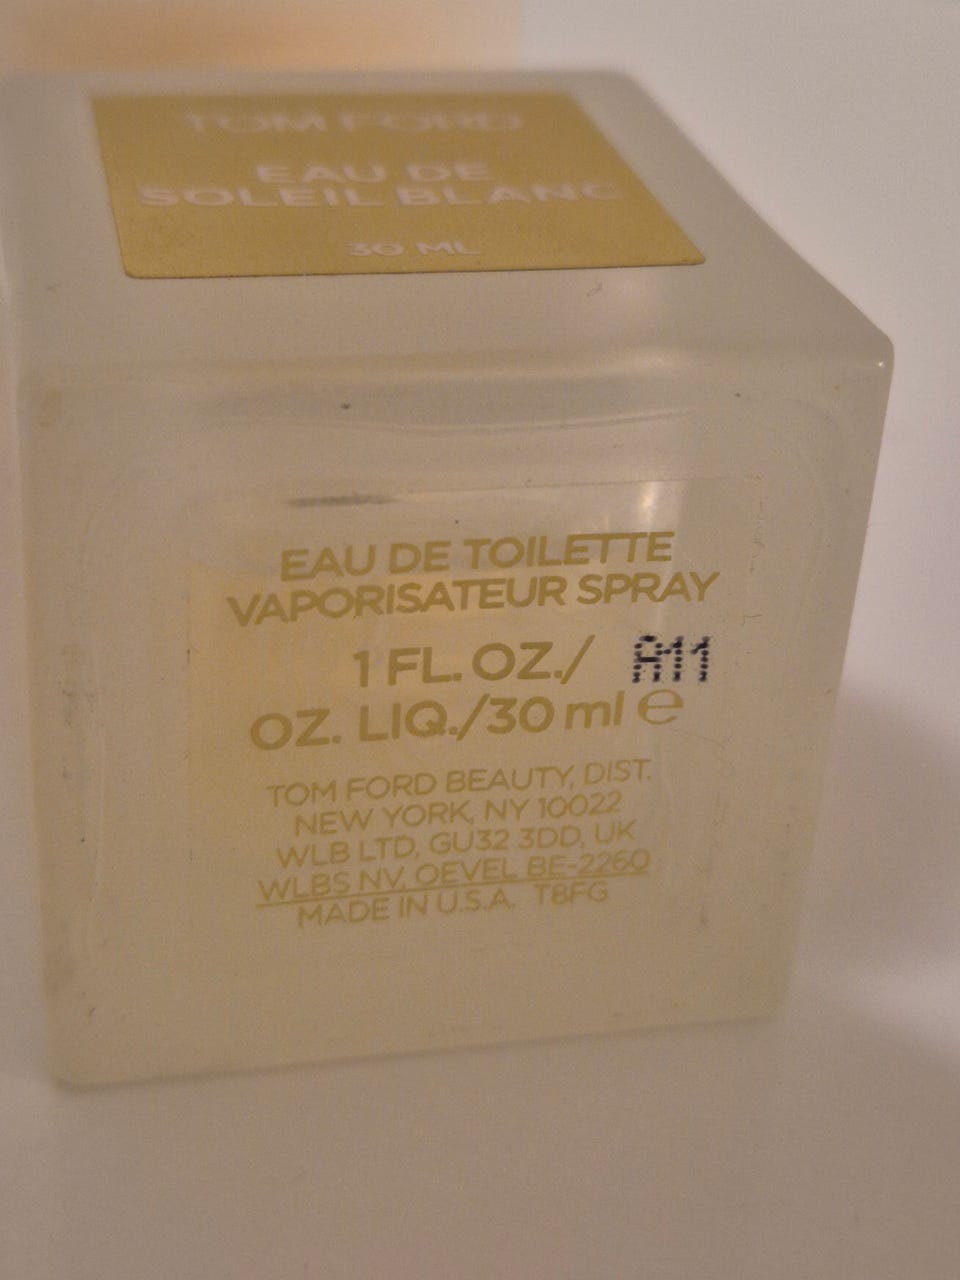 TOM FORD
EAU DE
SOLEIL BLANC
30 ML
EAU DE TOILETTE
VAPORISATEUR SPRAY
1 FL. OZ./ A11
OZ. LIQ./30 ml ℮
TOM FORD BEAUTY, DIST.
NEW YORK, NY 10022
WLB LTD, GU32 3DD, UK
WLBS NV, OEVEL BE-2260
MADE IN U.S.A. T8FG